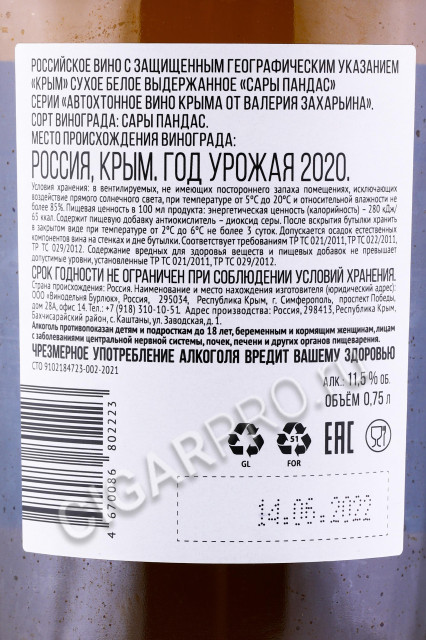 РОССИЙСКОЕ ВИНО С ЗАЩИЩЕННЫМ ГЕОГРАФИЧЕСКИМ УКАЗАНИЕМ
«КРЫМ» СУХОЕ БЕЛОЕ ВЫДЕРЖАННОЕ «САРЫ ПАНДАС»
СЕРИИ «АВТОХТОННОЕ ВИНО КРЫМА ОТ ВАЛЕРИЯ ЗАХАРЬИНА».
СОРТ ВИНОГРАДА: САРЫ ПАНДАС.
МЕСТО ПРОИСХОЖДЕНИЯ ВИНОГРАДА:
РОССИЯ, КРЫМ. ГОД УРОЖАЯ 2020.
Условия хранения: в вентилируемых, не имеющих постороннего запаха помещениях, исключающих
воздействие прямого солнечного света, при температуре от 5°С до 20°С и относительной влажности не
более 85%. Пищевая ценность в 100 мл продукта: энергетическая ценность (калорийность) – 280 кДж/
65 ккал. Содержит пищевую добавку антиокислитель – диоксид серы. После вскрытия бутылки хранить
в закрытом виде при температуре от 2°С до 6°С не более 3 суток. Допускается осадок естественных
компонентов вина на стенках и дне бутылки. Соответствует требованиям ТР ТС 021/2011, ТР ТС 022/2011,
ТР ТС 029/2012. Содержание вредных для здоровья веществ и пищевых добавок не превышает
допустимые уровни, установленные ТР ТС 021/2011, ТР ТС 029/2012.
СРОК ГОДНОСТИ НЕ ОГРАНИЧЕН ПРИ СОБЛЮДЕНИИ УСЛОВИЙ ХРАНЕНИЯ.
Страна происхождения: Россия. Наименование и место нахождения изготовителя (юридический адрес):
ООО «Винодельня Бурлюк», Россия, 295034, Республика Крым, г. Симферополь, проспект Победы,
дом 28А, офис 14. Тел.: +7 (918) 310-10-51. Адрес производства: Россия, 298413, Республика Крым,
Бахчисарайский район, с. Каштаны, ул. Заводская, д. 1.
Алкоголь противопоказан детям и подросткам до 18 лет, беременным и кормящим женщинам, лицам
с заболеваниями центральной нервной системы, почек, печени и других органов пищеварения.
ЧРЕЗМЕРНОЕ УПОТРЕБЛЕНИЕ АЛКОГОЛЯ ВРЕДИТ ВАШЕМУ ЗДОРОВЬЮ
СТО 9102184723-002-2021
АЛК. 11,5 % ОБ.
ОБЪЁМ 0,75 л
51
EAC
GL
FOR
4 670086 802223
14.06.2022
CIGARPRO.RU